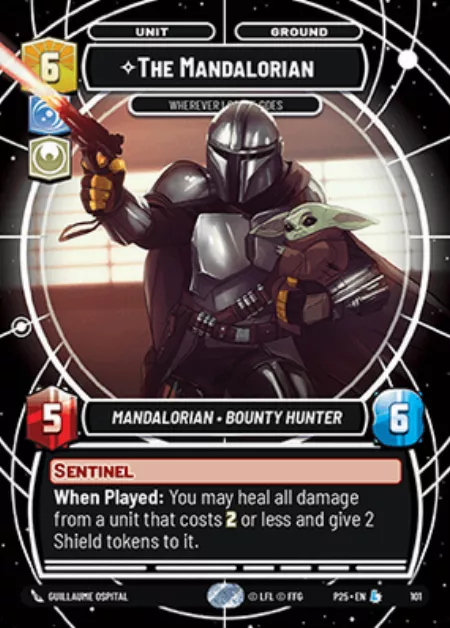 UNIT
GROUND
6
THE MANDALORIAN
WHEREVER I GOES
5
MANDALORIAN • BOUNTY HUNTER
6
SENTINEL
When Played: You may heal all damage
from a unit that costs 2 or less and give 2
Shield tokens to it.
GUILLAUME OSPITAL
© LFL © FFG
P25 • EN
101